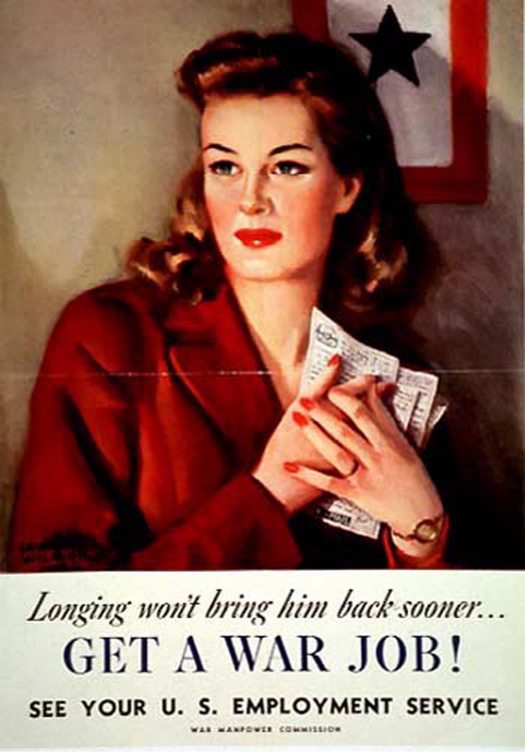 Longing won't bring him back sooner...
GET A WAR JOB!
SEE YOUR U. S. EMPLOYMENT SERVICE
WAR MANPOWER COMMISSION